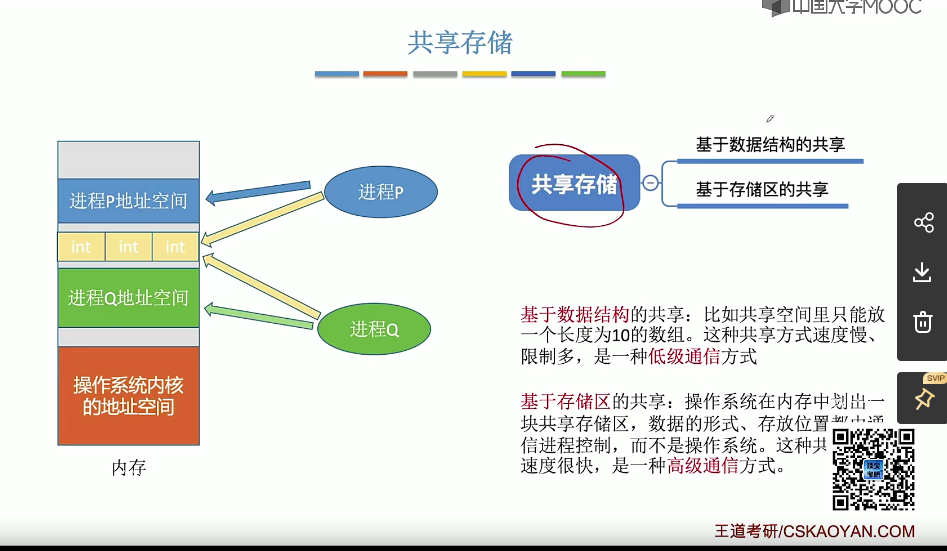 中国大学MOOC
共享存储
进程P地址空间
int int int
进程Q地址空间
操作系统内核
的地址空间
内存
进程P
进程Q
共享存储
基于数据结构的共享
基于存储区的共享
基于数据结构的共享：比如共享空间里只能放
一个长度为10的数组。这种共享方式速度慢、
限制多，是一种低级通信方式
基于存储区的共享：操作系统在内存中划出一
块共享存储区，数据的形式、存放位置都由通
信进程控制，而不是操作系统。这种共
速度很快，是一种高级通信方式。
SVIP
王道考研/CSKAOYAN.COM